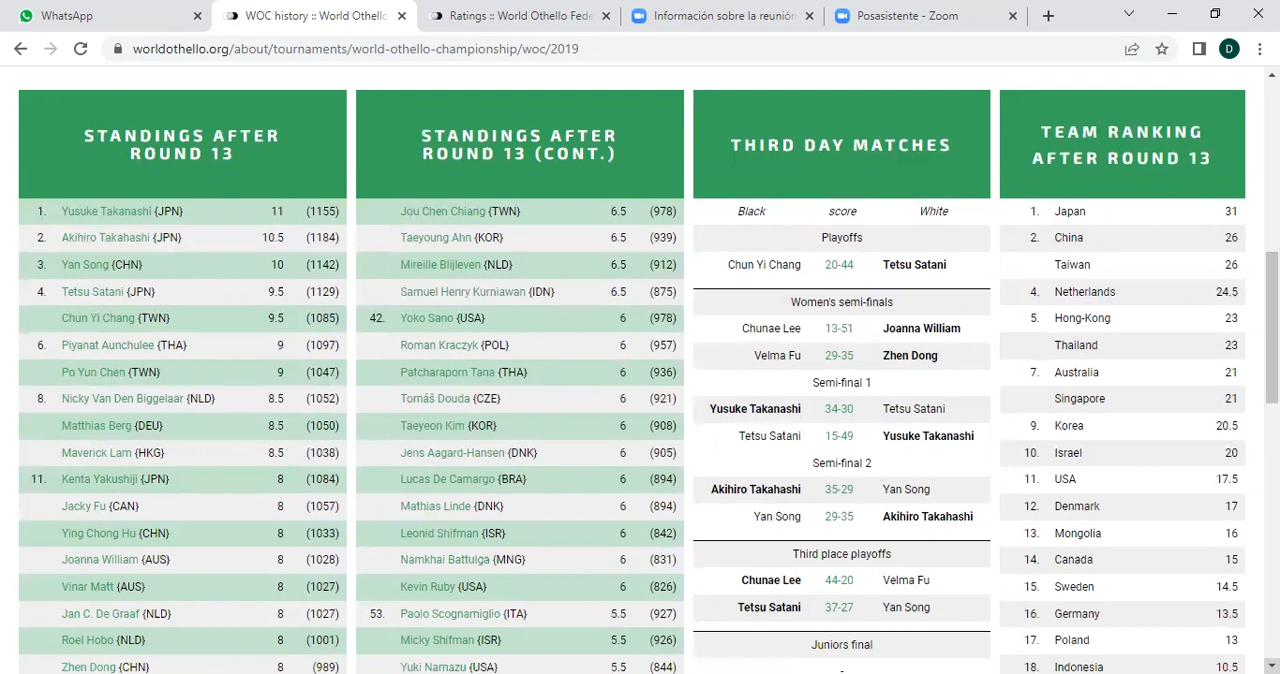 WhatsApp
WOC history :: World Othello
Ratings :: World Othello Fede
Información sobre la reunión
Posasistente - Zoom
worldothello.org/about/tournaments/world-othello-championship/woc/2019
D
STANDINGS AFTER
ROUND 13
1. Yusuke Takanashi {JPN} 11 (1155)
2. Akihiro Takahashi {JPN} 10.5 (1184)
3. Yan Song {CHN} 10 (1142)
4. Tetsu Satani {JPN} 9.5 (1129)
Chun Yi Chang {TWN} 9.5 (1085)
6. Piyanat Aunchulee {THA} 9 (1097)
Po Yun Chen {TWN} 9 (1047)
8. Nicky Van Den Biggelaar {NLD} 8.5 (1052)
Matthias Berg {DEU} 8.5 (1050)
Maverick Lam {HKG} 8.5 (1038)
11. Kenta Yakushiji {JPN} 8 (1084)
Jacky Fu {CAN} 8 (1057)
Ying Chong Hu {CHN} 8 (1033)
Joanna William {AUS} 8 (1028)
Vinar Matt {AUS} 8 (1027)
Jan C. De Graaf {NLD} 8 (1027)
Roel Hobo {NLD} 8 (1001)
Zhen Dong {CHN} 8 (989)
STANDINGS AFTER
ROUND 13 (CONT.)
Jou Chen Chiang {TWN} 6.5 (978)
Taeyoung Ahn {KOR} 6.5 (939)
Mireille Blijleven {NLD} 6.5 (912)
Samuel Henry Kurniawan {IDN} 6.5 (875)
42. Yoko Sano {USA} 6 (978)
Roman Kraczyk {POL} 6 (957)
Patcharaporn Tana {THA} 6 (936)
Tomáš Douda {CZE} 6 (921)
Taeyeon Kim {KOR} 6 (908)
Jens Aagard-Hansen {DNK} 6 (905)
Lucas De Camargo {BRA} 6 (894)
Mathias Linde {DNK} 6 (894)
Leonid Shifman {ISR} 6 (842)
Namkhai Battulga {MNG} 6 (831)
Kevin Ruby {USA} 6 (826)
53. Paolo Scognamiglio {ITA} 5.5 (927)
Micky Shifman {ISR} 5.5 (926)
Yuki Namazu {USA} 5.5 (844)
THIRD DAY MATCHES
Black score White
Playoffs
Chun Yi Chang 20-44 Tetsu Satani
Women's semi-finals
Chunae Lee 13-51 Joanna William
Velma Fu 29-35 Zhen Dong
Semi-final 1
Yusuke Takanashi 34-30 Tetsu Satani
Tetsu Satani 15-49 Yusuke Takanashi
Semi-final 2
Akihiro Takahashi 35-29 Yan Song
Yan Song 29-35 Akihiro Takahashi
Third place playoffs
Chunae Lee 44-20 Velma Fu
Tetsu Satani 37-27 Yan Song
Juniors final
-
TEAM RANKING
AFTER ROUND 13
1. Japan 31
2. China 26
Taiwan 26
4. Netherlands 24.5
5. Hong-Kong 23
Thailand 23
7. Australia 21
Singapore 21
9. Korea 20.5
10. Israel 20
11. USA 17.5
12. Denmark 17
13. Mongolia 16
14. Canada 15
15. Sweden 14.5
16. Germany 13.5
17. Poland 13
18. Indonesia 10.5